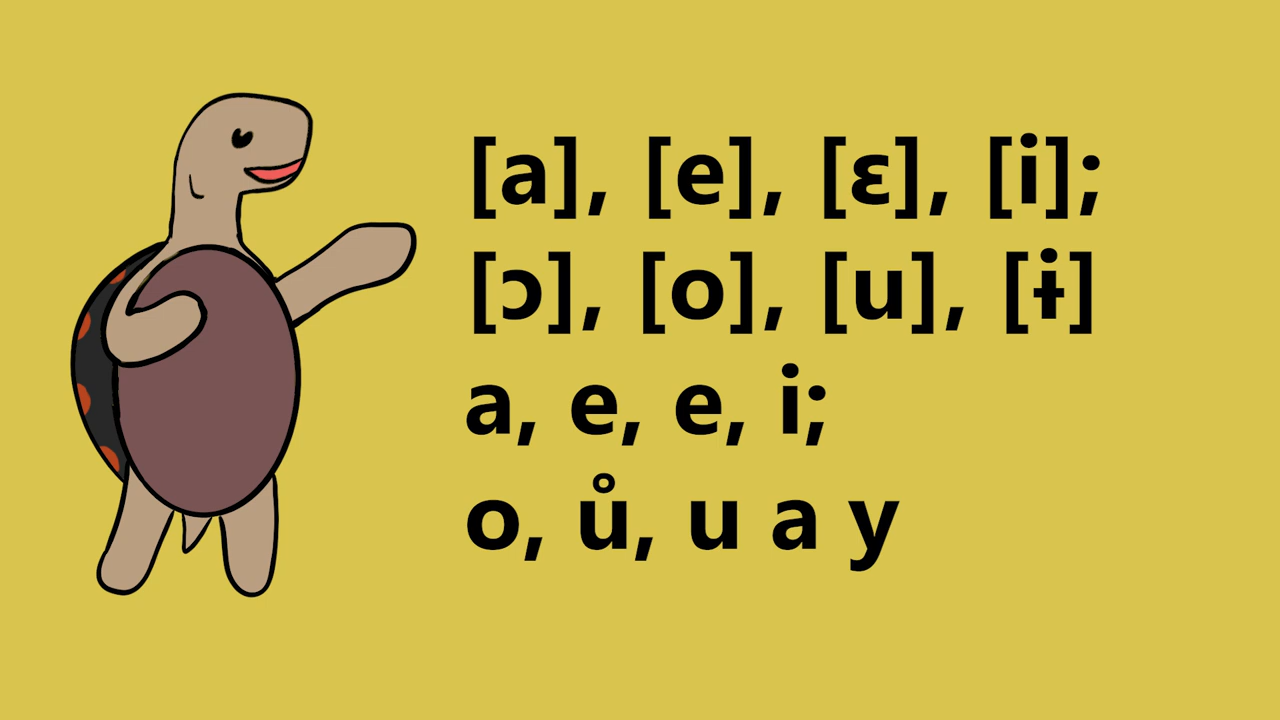 [a], [e], [ɛ], [i];
[ɔ], [o], [u], [ɨ]
a, e, e, i;
o, ů, u a y